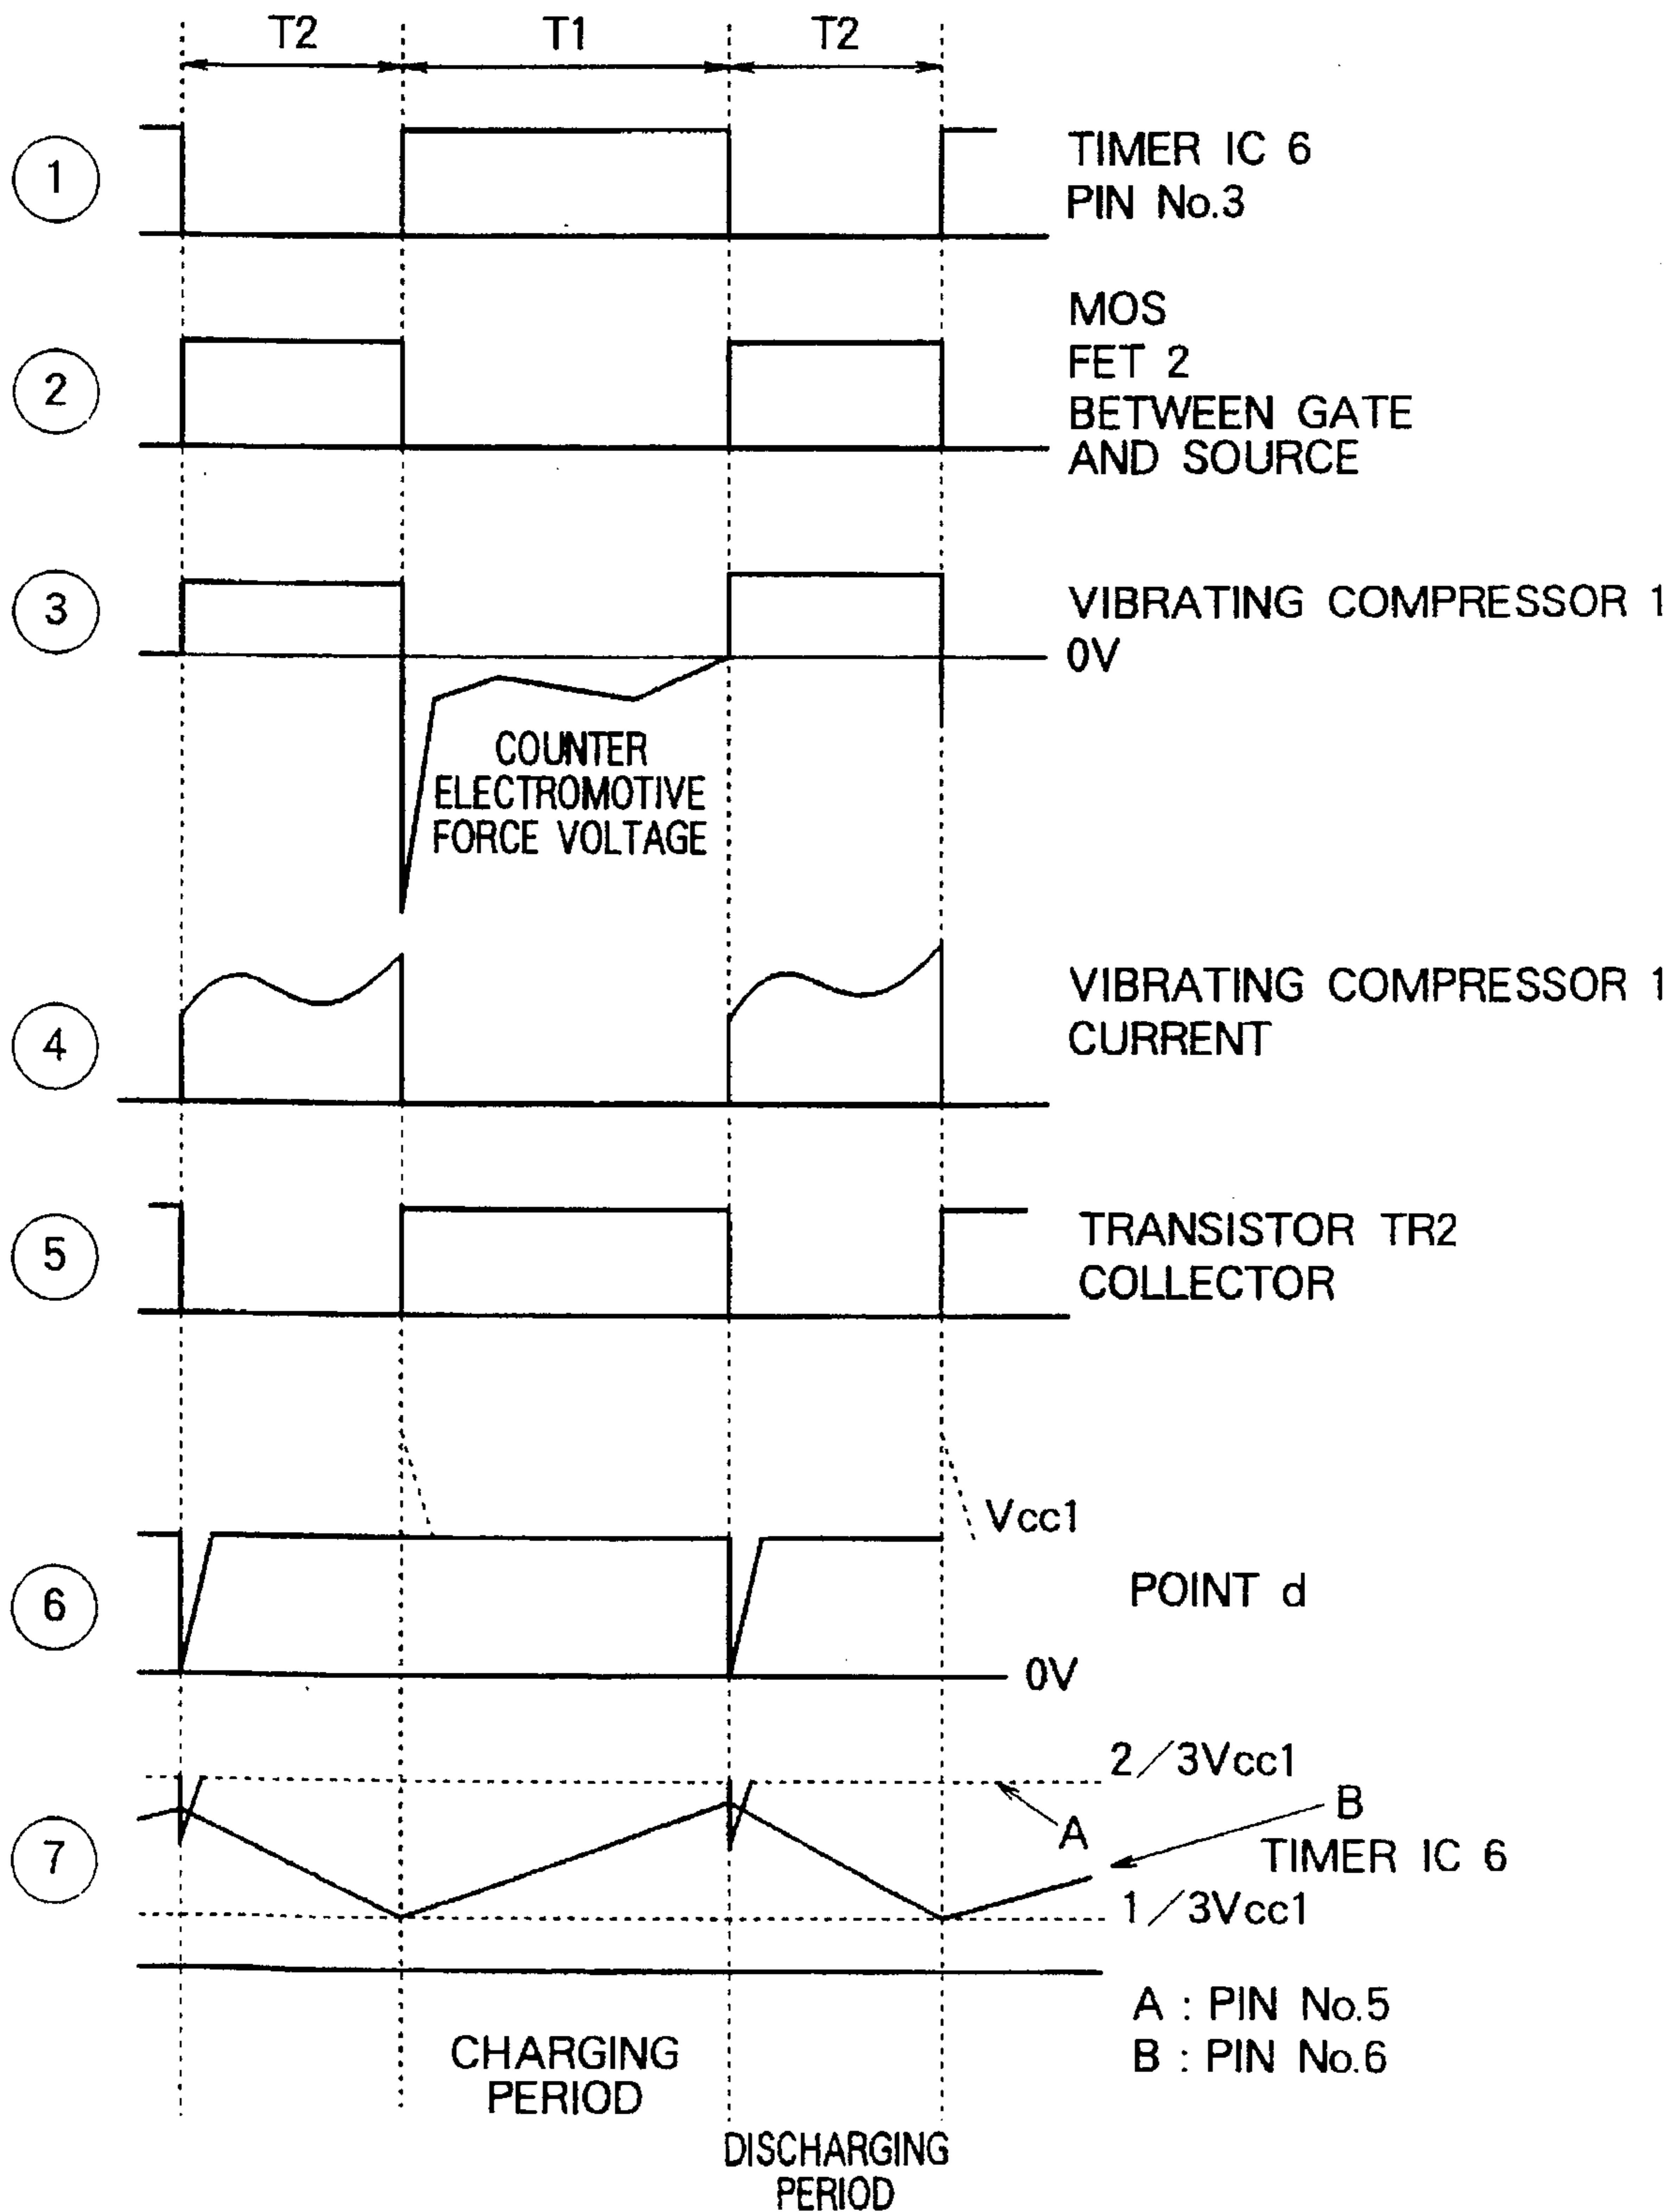 T2 T1 T2
1
TIMER IC 6
PIN No.3
2
MOS
FET 2
BETWEEN GATE
AND SOURCE
3
VIBRATING COMPRESSOR 1
0V
COUNTER
ELECTROMOTIVE
FORCE VOLTAGE
4
VIBRATING COMPRESSOR 1
CURRENT
5
TRANSISTOR TR2
COLLECTOR
6
Vcc1
POINT d
0V
7
2/3Vcc1
B
A
TIMER IC 6
1/3Vcc1
A : PIN No.5
B : PIN No.6
CHARGING
PERIOD
DISCHARGING
PERIOD